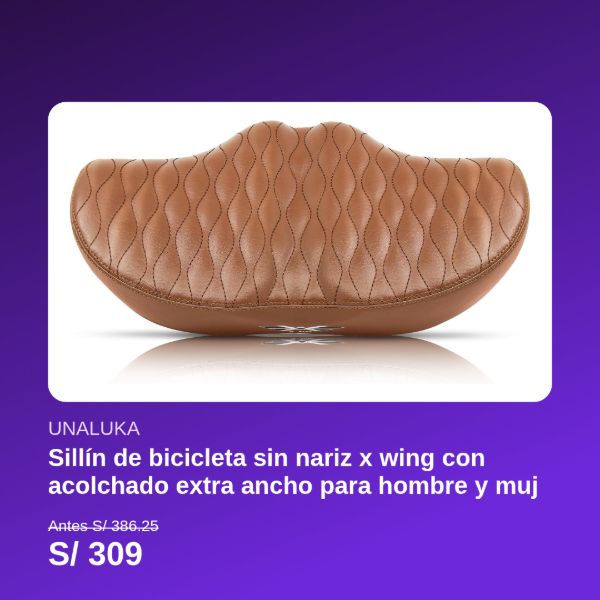 UNALUKA
Sillín de bicicleta sin nariz x wing con
acolchado extra ancho para hombre y muj
Antes S/ 386.25
S/ 309